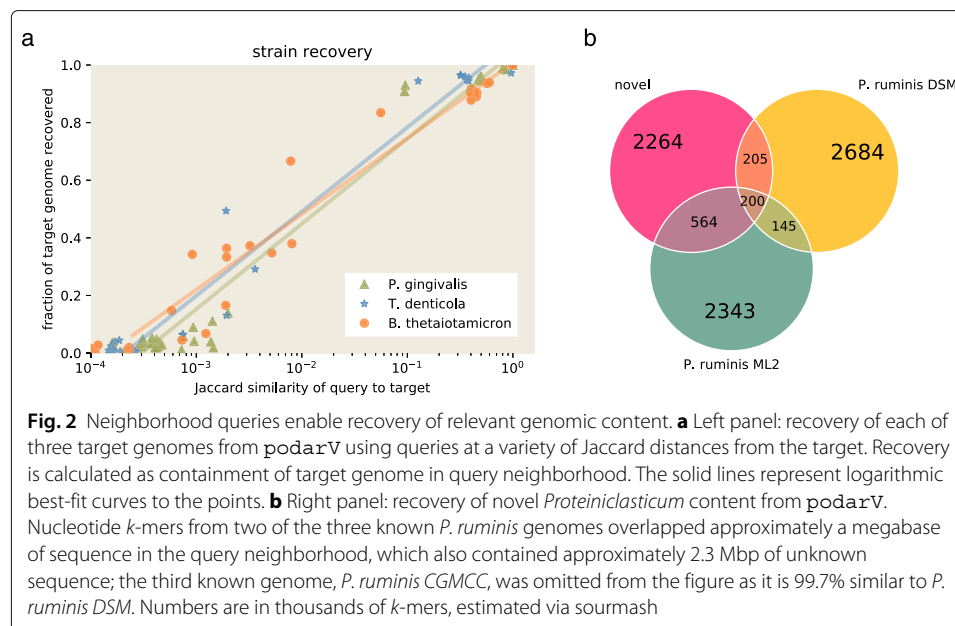 a
strain recovery
fraction of target genome recovered
1.0
0.8
0.6
0.4
0.2
0.0
10⁻⁴
10⁻³
10⁻²
10⁻¹
10⁰
Jaccard similarity of query to target
P. gingivalis
T. denticola
B. thetaiotamicron
b
novel
P. ruminis DSM
2264
205
2684
200
564
145
2343
P. ruminis ML2
Fig. 2 Neighborhood queries enable recovery of relevant genomic content. a Left panel: recovery of each of
three target genomes from podarV using queries at a variety of Jaccard distances from the target. Recovery
is calculated as containment of target genome in query neighborhood. The solid lines represent logarithmic
best-fit curves to the points. b Right panel: recovery of novel Proteiniclasticum content from podarV.
Nucleotide k-mers from two of the three known P. ruminis genomes overlapped approximately a megabase
of sequence in the query neighborhood, which also contained approximately 2.3 Mbp of unknown
sequence; the third known genome, P. ruminis CGMCC, was omitted from the figure as it is 99.7% similar to P.
ruminis DSM. Numbers are in thousands of k-mers, estimated via sourmash